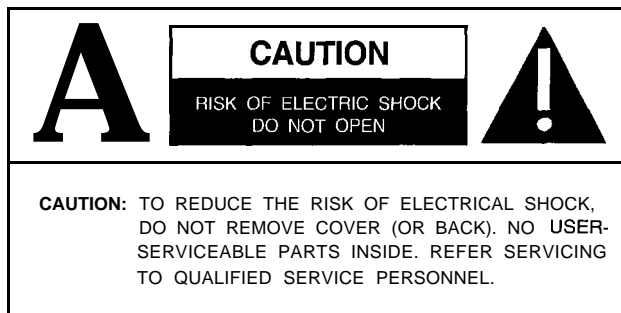 A
CAUTION
RISK OF ELECTRIC SHOCK
DO NOT OPEN
!
CAUTION: TO REDUCE THE RISK OF ELECTRICAL SHOCK,
DO NOT REMOVE COVER (OR BACK). NO USER-
SERVICEABLE PARTS INSIDE. REFER SERVICING
TO QUALIFIED SERVICE PERSONNEL.